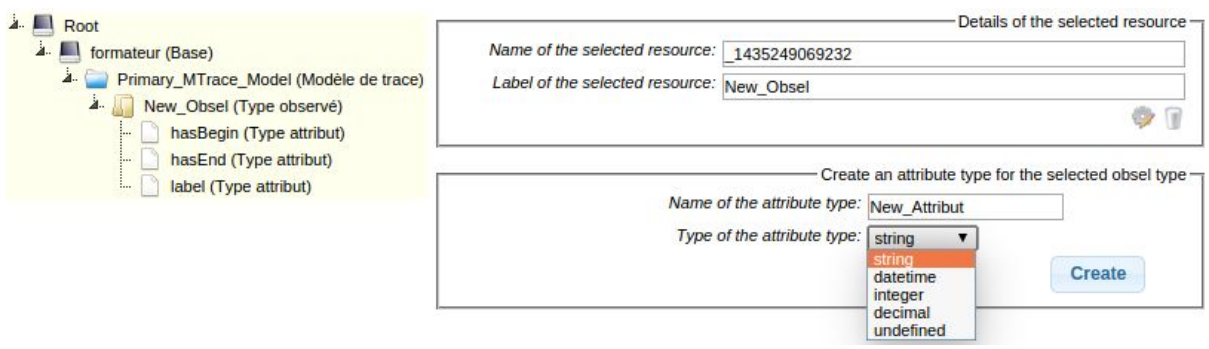 Root
formateur (Base)
Primary_MTrace_Model (Modèle de trace)
New_Obsel (Type observé)
hasBegin (Type attribut)
hasEnd (Type attribut)
label (Type attribut)
Details of the selected resource
Name of the selected resource: _1435249069232
Label of the selected resource: New_Obsel
Create an attribute type for the selected obsel type
Name of the attribute type: New_Attribut
Type of the attribute type: string
string
datetime
integer
decimal
undefined
Create